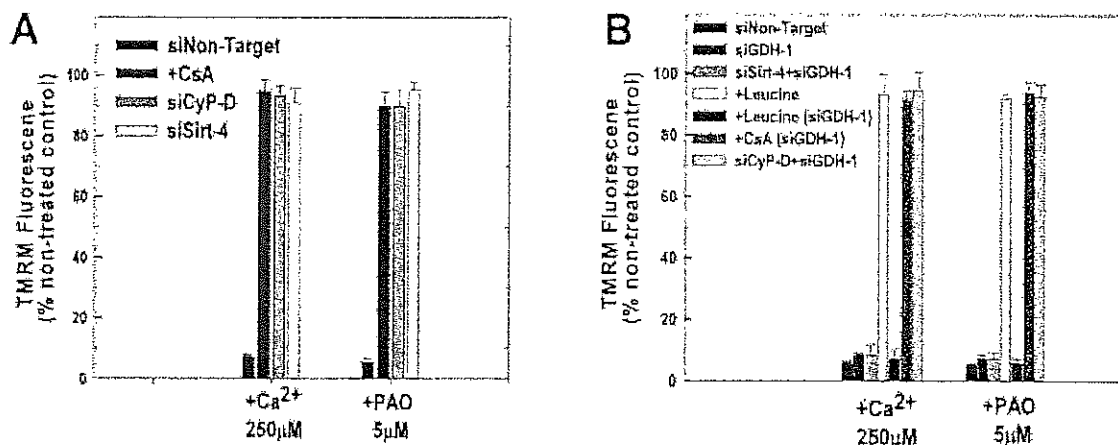 A
siNon-Target
+CsA
siCyP-D
siSirt-4
TMRM Fluorescene
(% non-treated control)
100
80
60
40
20
0
+Ca2+
250µM
+PAO
5µM
B
siNon-Target
siGDH-1
siSirt-4+siGDH-1
+Leucine
+Leucine (siGDH-1)
+CsA (siGDH-1)
siCyP-D+siGDH-1
TMRM Fluorescene
(% non-treated control)
100
80
60
40
20
0
+Ca2+
250µM
+PAO
5µM